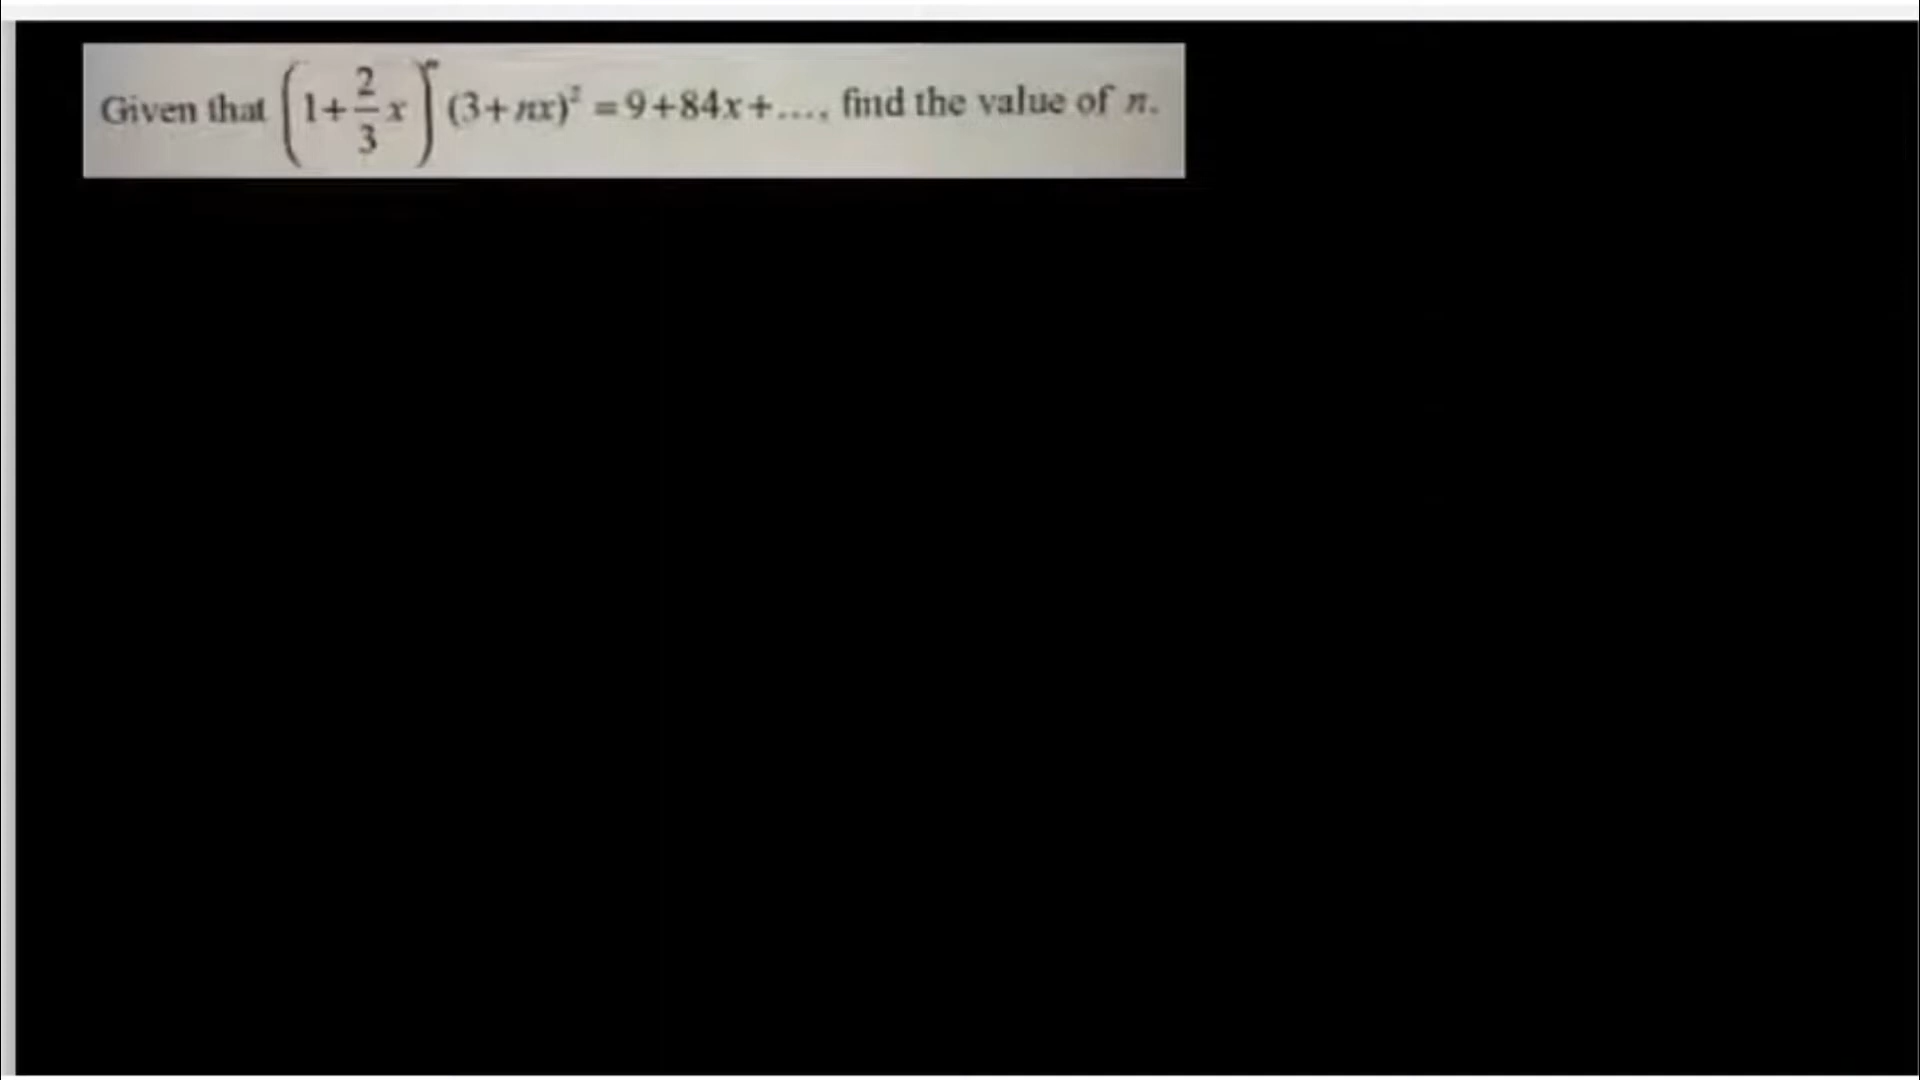 Given that (1+2/3x)ⁿ (3+nx)² = 9+84x+...., find the value of n.